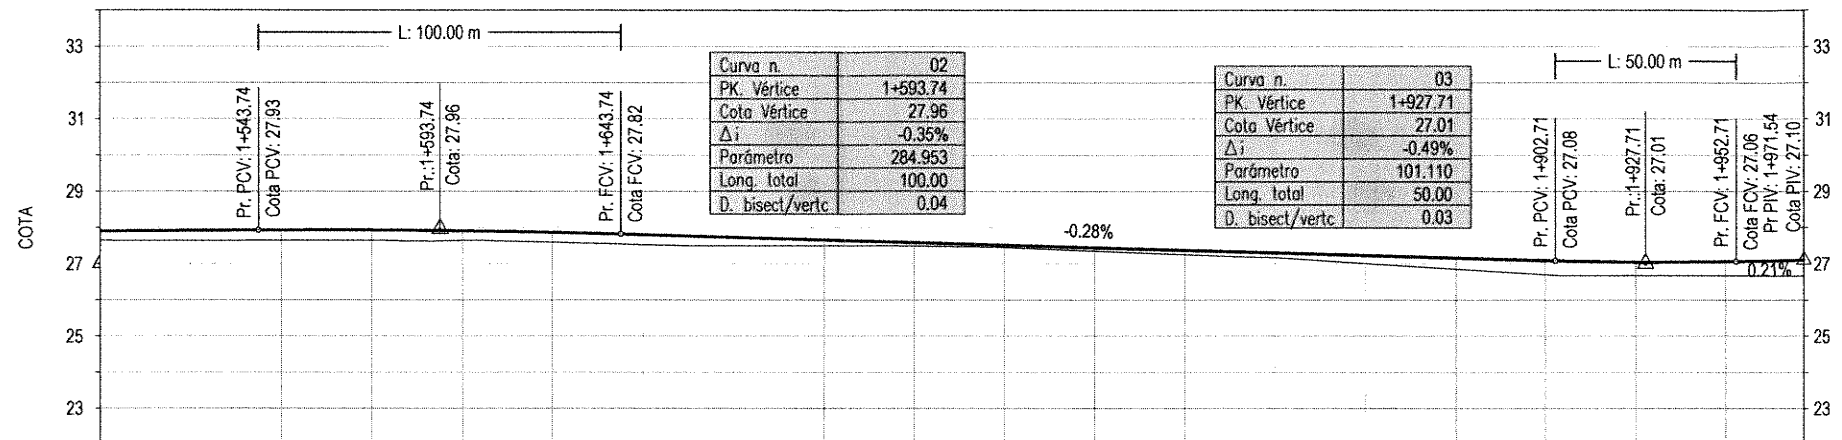 L: 100.00 m
L: 50.00 m
COTA
33
31
29
27
25
23
33
31
29
27
25
23
Pr. PCV: 1+543.74
Cota PCV: 27.93
Pr.:1+593.74
Cota: 27.96
Pr. FCV: 1+643.74
Cota FCV: 27.82
Curva n. 02
PK. Vértice 1+593.74
Cota Vértice 27.96
Δi -0.35%
Parámetro 284.953
Long. total 100.00
D. bisect/vertc 0.04
-0.28%
Curva n. 03
PK. Vértice 1+927.71
Cota Vértice 27.01
Δi -0.49%
Parámetro 101.110
Long. total 50.00
D. bisect/vertc 0.03
Pr. PCV: 1+902.71
Cota PCV: 27.08
Pr.:1+927.71
Cota: 27.01
Pr. FCV: 1+952.71
Cota FCV: 27.06
Pr PIV: 1+971.54
Cota PIV: 27.10
0.21%